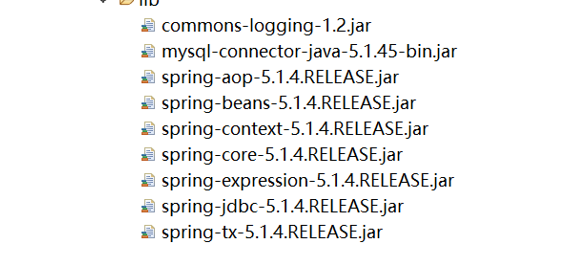 lib
commons-logging-1.2.jar
mysql-connector-java-5.1.45-bin.jar
spring-aop-5.1.4.RELEASE.jar
spring-beans-5.1.4.RELEASE.jar
spring-context-5.1.4.RELEASE.jar
spring-core-5.1.4.RELEASE.jar
spring-expression-5.1.4.RELEASE.jar
spring-jdbc-5.1.4.RELEASE.jar
spring-tx-5.1.4.RELEASE.jar